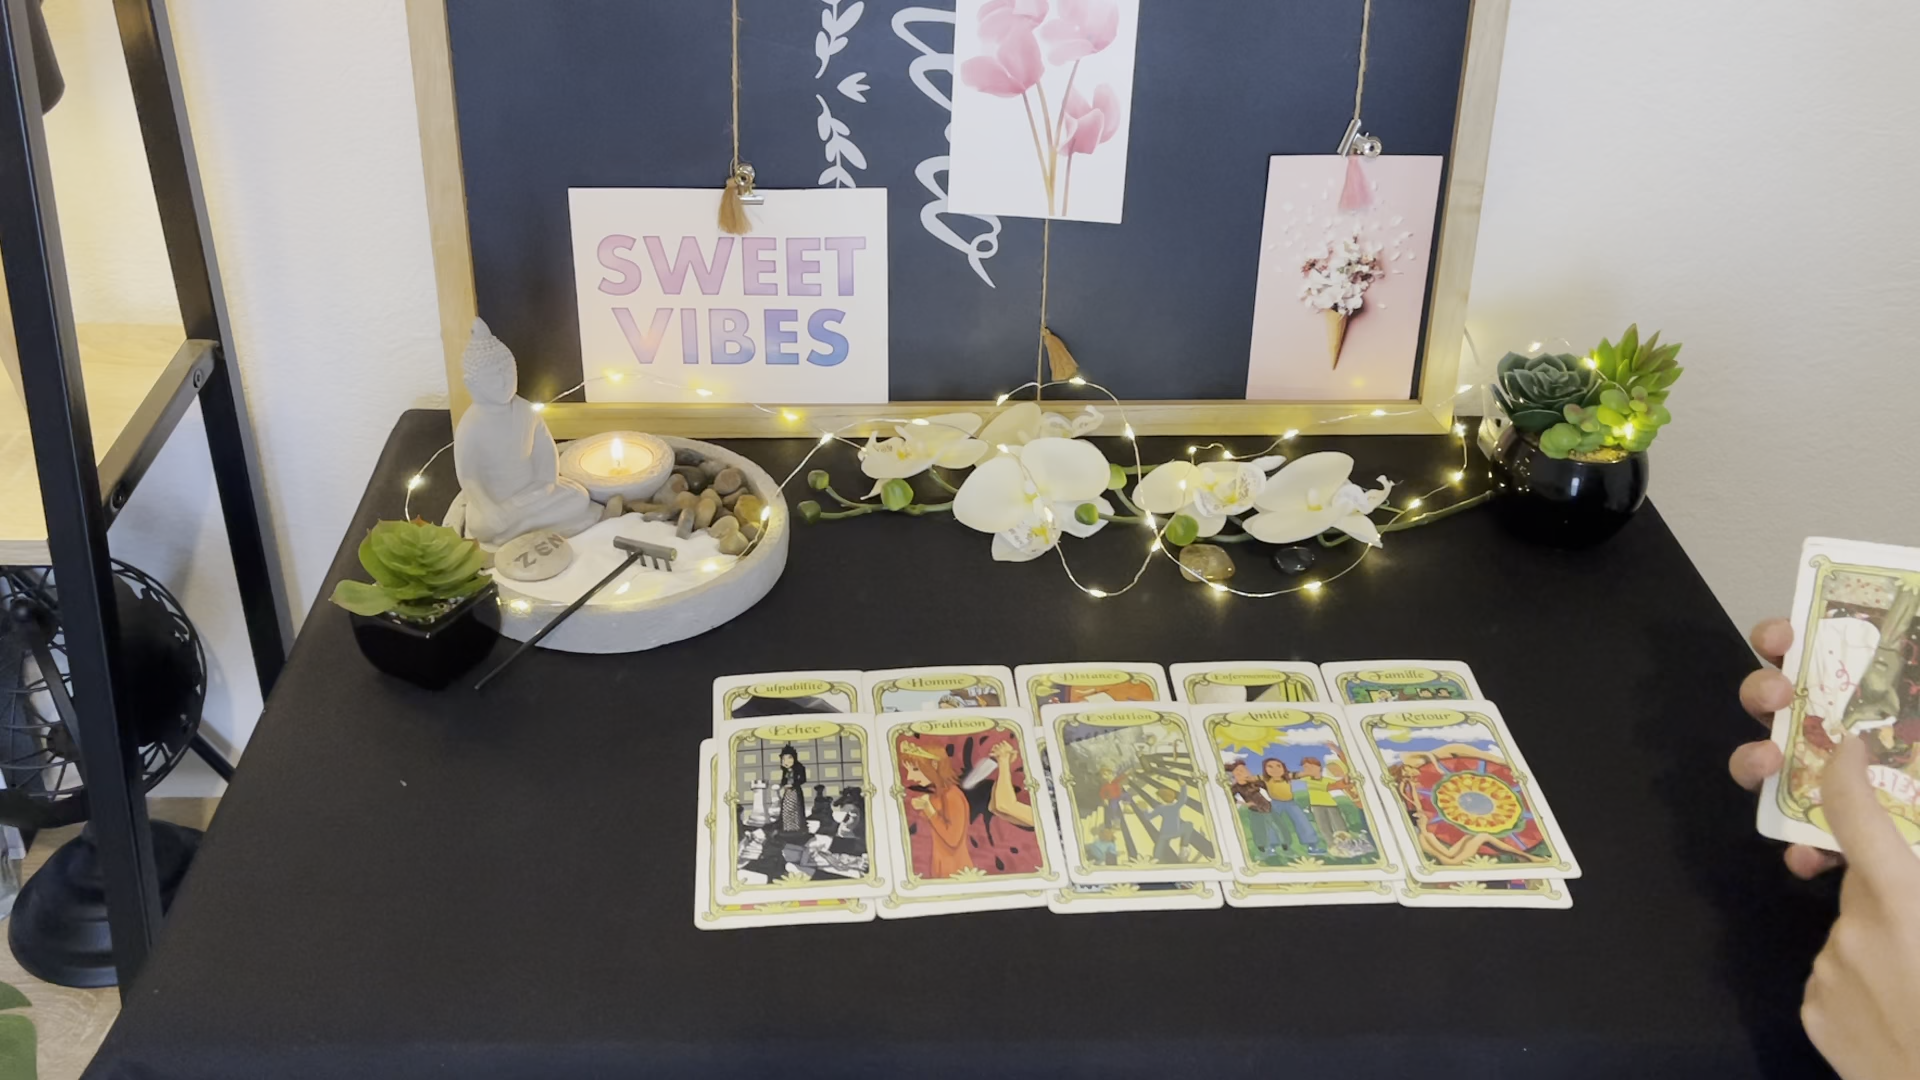 SWEET
VIBES
ZEN
Culpabilité
Homme
Distance
Enfermement
Famille
Echec
Trahison
Evolution
Amitié
Retour